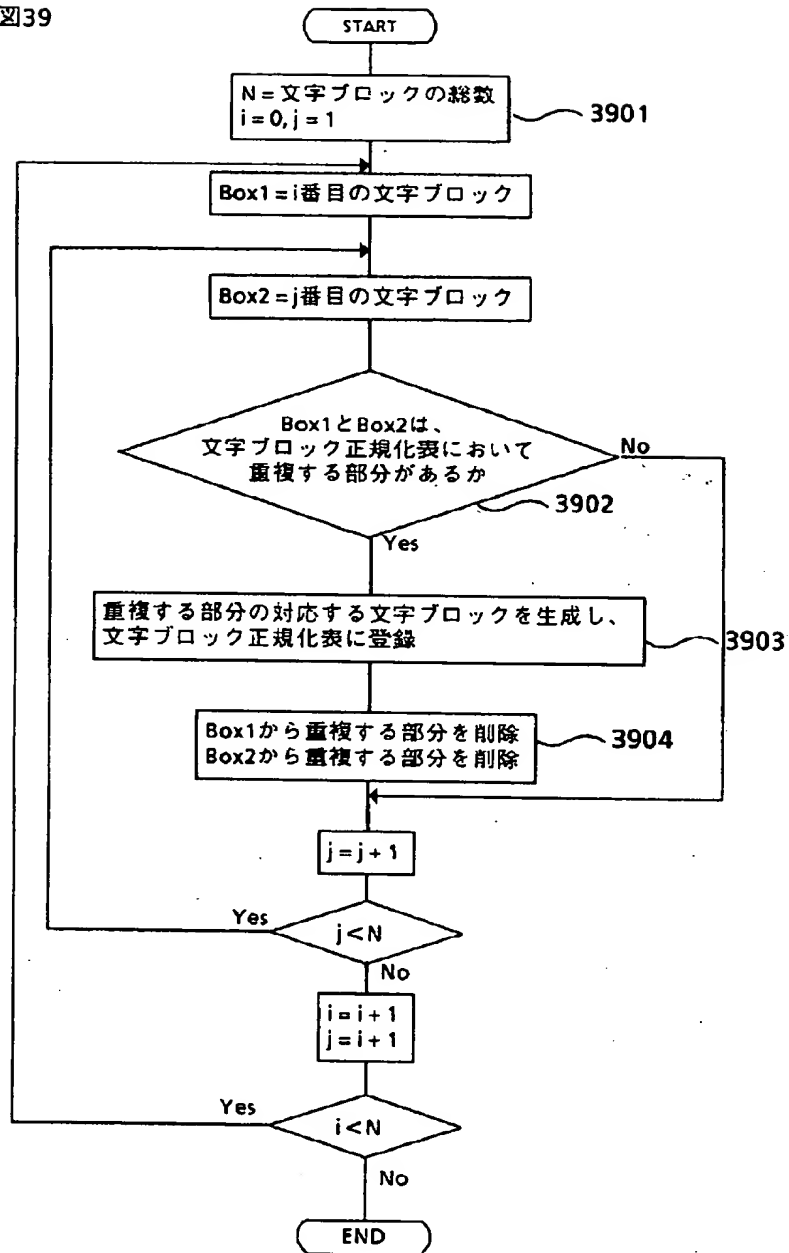 図39
START
N=文字ブロックの総数
i=0,j=1
3901
Box1=i番目の文字ブロック
Box2=j番目の文字ブロック
Box1とBox2は、
文字ブロック正規化表において
重複する部分があるか
No
3902
Yes
重複する部分の対応する文字ブロックを生成し、
文字ブロック正規化表に登録
3903
Box1から重複する部分を削除
Box2から重複する部分を削除
3904
j=j+1
Yes
j<N
No
i=i+1
j=i+1
Yes
i<N
No
END